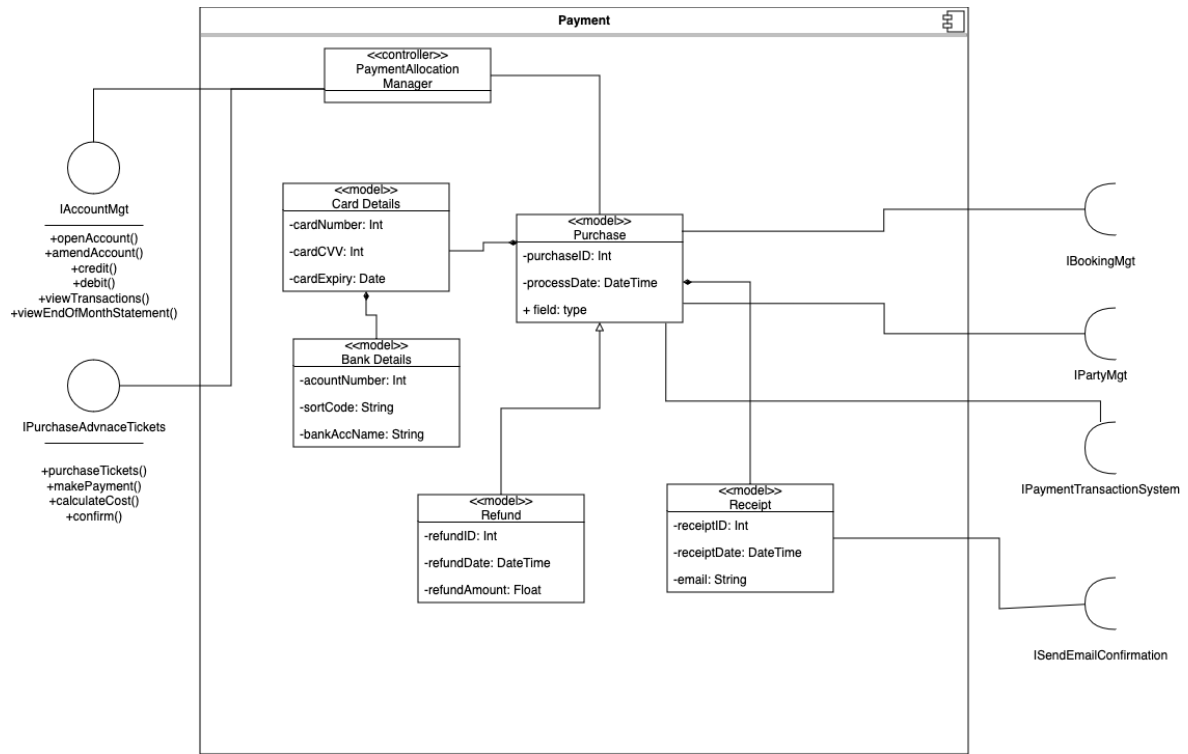 Payment
<<controller>>
PaymentAllocation
Manager
IAccountMgt
+openAccount()
+amendAccount()
+credit()
+debit()
+viewTransactions()
+viewEndOfMonthStatement()
IPurchaseAdvnaceTickets
+purchaseTickets()
+makePayment()
+calculateCost()
+confirm()
<<model>>
Card Details
-cardNumber: Int
-cardCVV: Int
-cardExpiry: Date
<<model>>
Bank Details
-acountNumber: Int
-sortCode: String
-bankAccName: String
<<model>>
Purchase
-purchaseID: Int
-processDate: DateTime
+ field: type
<<model>>
Refund
-refundID: Int
-refundDate: DateTime
-refundAmount: Float
<<model>>
Receipt
-receiptID: Int
-receiptDate: DateTime
-email: String
IBookingMgt
IPartyMgt
IPaymentTransactionSystem
ISendEmailConfirmation